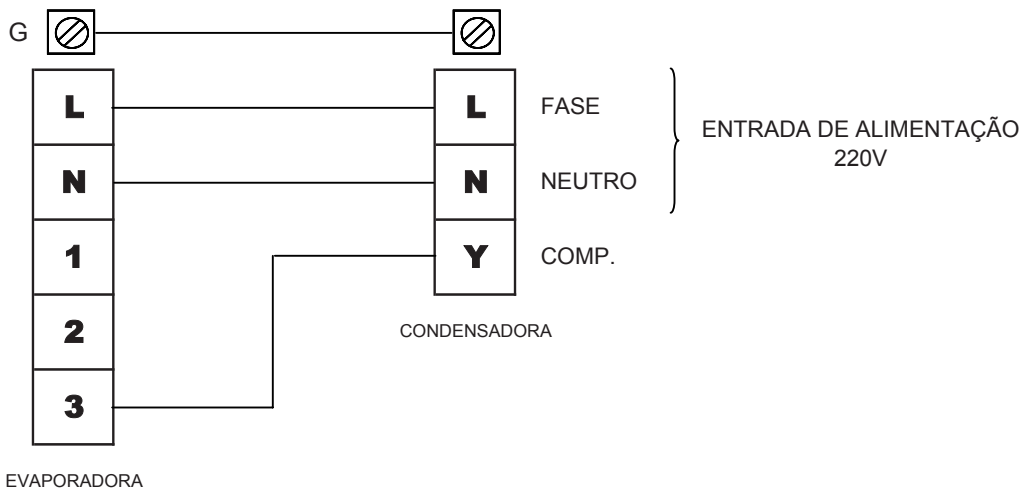 G
L
N
1
2
3
EVAPORADORA
L FASE
N NEUTRO
Y COMP.
CONDENSADORA
ENTRADA DE ALIMENTAÇÃO
220V